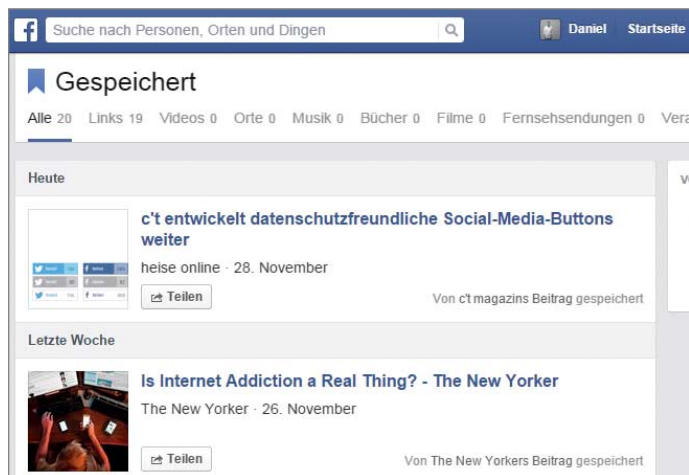 f Suche nach Personen, Orten und Dingen Daniel Startseite
Gespeichert
Alle 20 Links 19 Videos 0 Orte 0 Musik 0 Bücher 0 Filme 0 Fernsehsendungen 0 Vera
Heute
c't entwickelt datenschutzfreundliche Social-Media-Buttons
weiter
heise online · 28. November
Teilen Von c't magazins Beitrag gespeichert
Letzte Woche
Is Internet Addiction a Real Thing? - The New Yorker
The New Yorker · 26. November
Teilen Von The New Yorkers Beitrag gespeichert